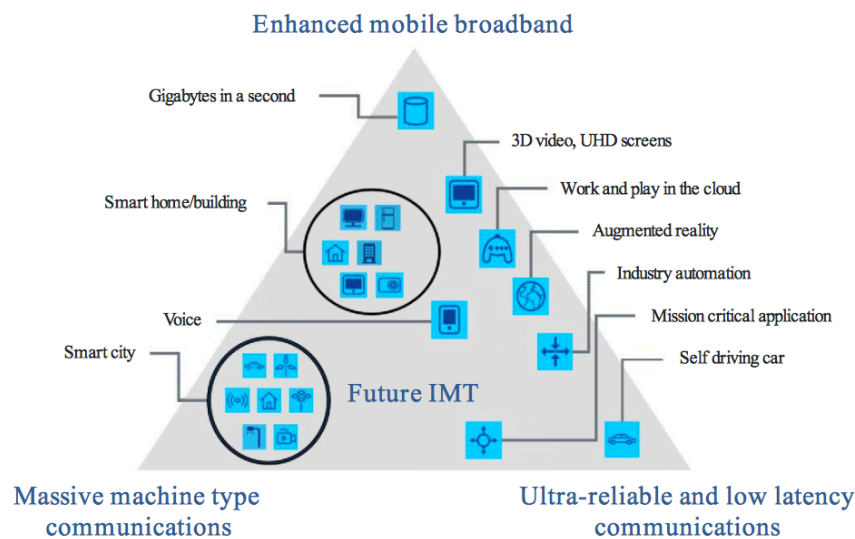 Enhanced mobile broadband
Gigabytes in a second
3D video, UHD screens
Work and play in the cloud
Smart home/building
Augmented reality
Industry automation
Voice
Mission critical application
Smart city
Self driving car
Future IMT
Massive machine type
communications
Ultra-reliable and low latency
communications